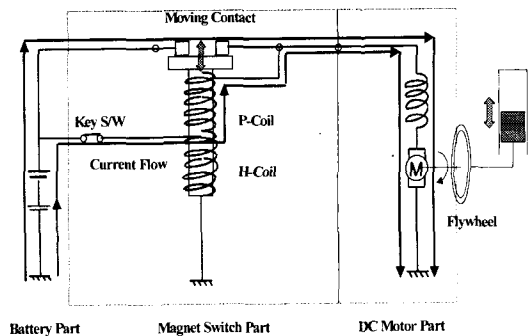 Moving Contact
Key S/W
P-Coil
Current Flow
H-Coil
M
Flywheel
Battery Part
Magnet Switch Part
DC Motor Part